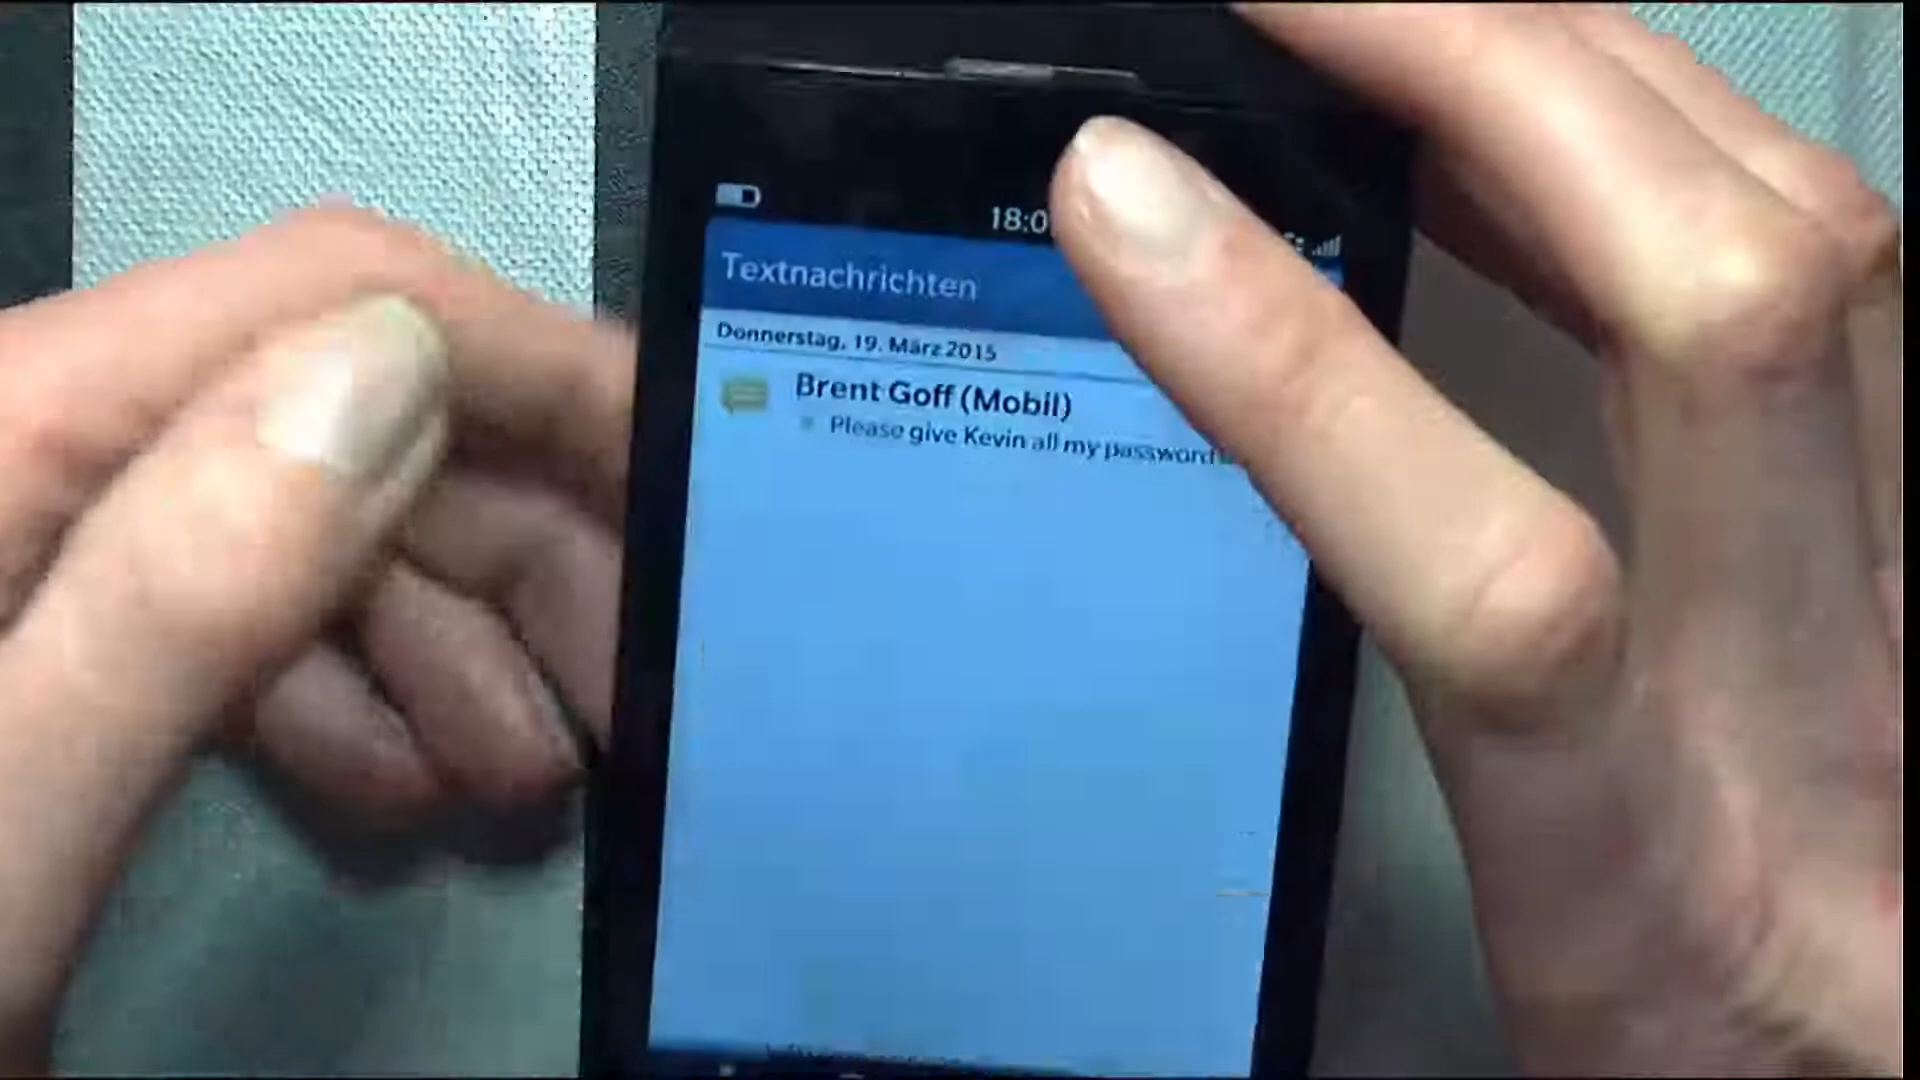 18:0
Textnachrichten
Donnerstag, 19. März 2015
Brent Goff (Mobil)
Please give Kevin all my password